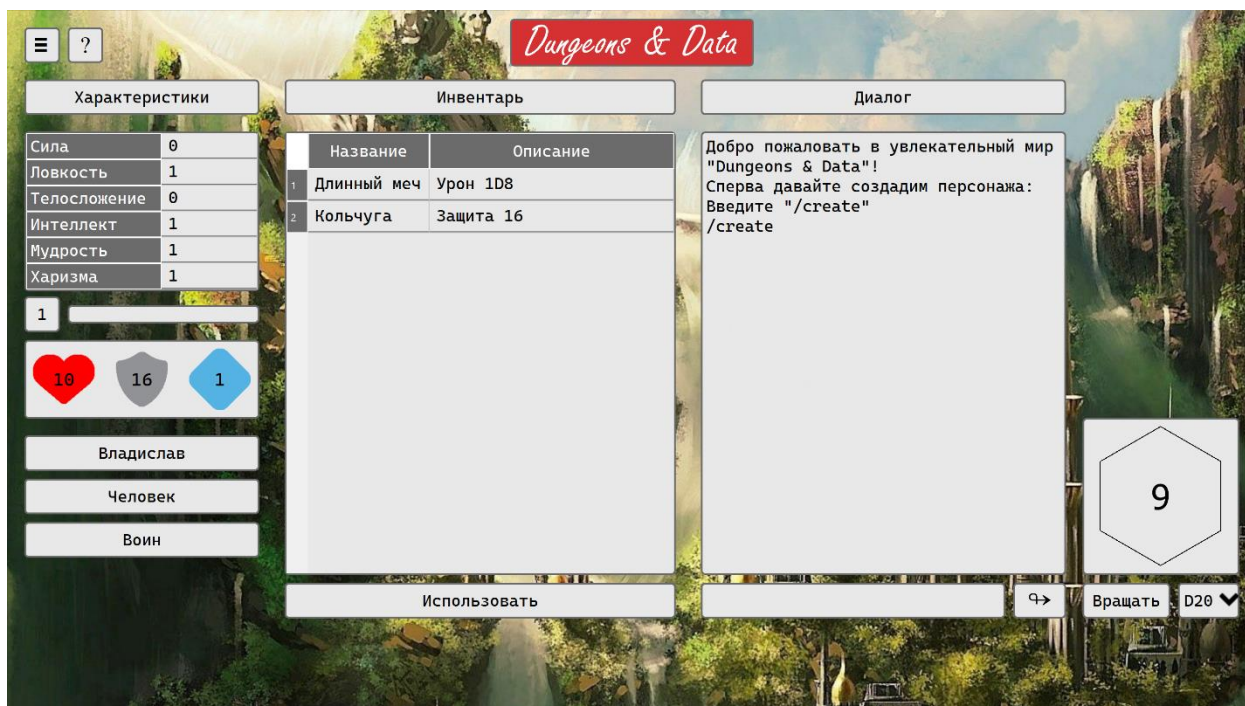 ?
Dungeons & Data
Характеристики
Сила 0
Ловкость 1
Телосложение 0
Интеллект 1
Мудрость 1
Харизма 1
1
10 16 1
Владислав
Человек
Воин
Инвентарь
Название Описание
1 Длинный меч Урон 1D8
2 Кольчуга Защита 16
Использовать
Диалог
Добро пожаловать в увлекательный мир
"Dungeons & Data"!
Сперва давайте создадим персонажа:
Введите "/create"
/create
9
Вращать D20